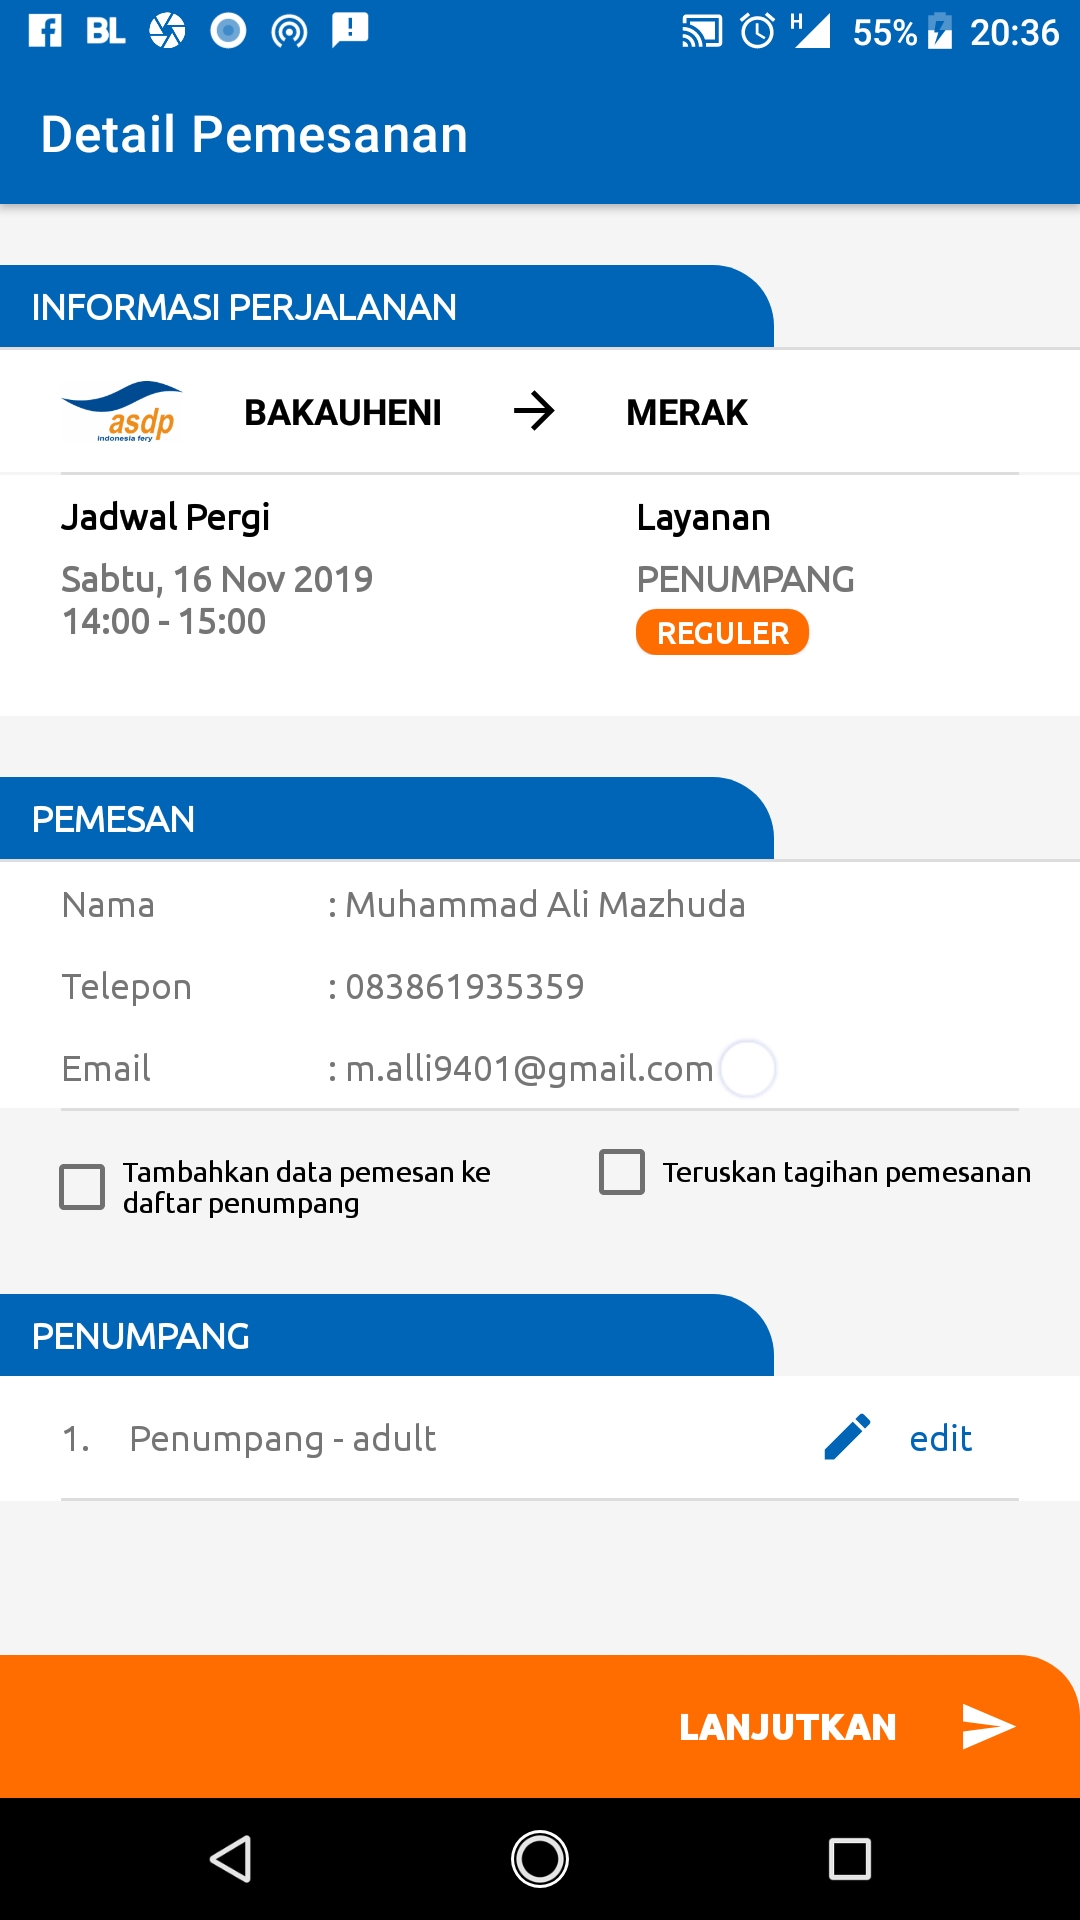 BL H 55% 20:36
Detail Pemesanan
INFORMASI PERJALANAN
asdp
indonesia fery
BAKAUHENI → MERAK
Jadwal Pergi
Sabtu, 16 Nov 2019
14:00 - 15:00
Layanan
PENUMPANG
REGULER
PEMESAN
Nama : Muhammad Ali Mazhuda
Telepon : 083861935359
Email : m.alli9401@gmail.com
Tambahkan data pemesan ke
daftar penumpang
Teruskan tagihan pemesanan
PENUMPANG
1. Penumpang - adult edit
LANJUTKAN